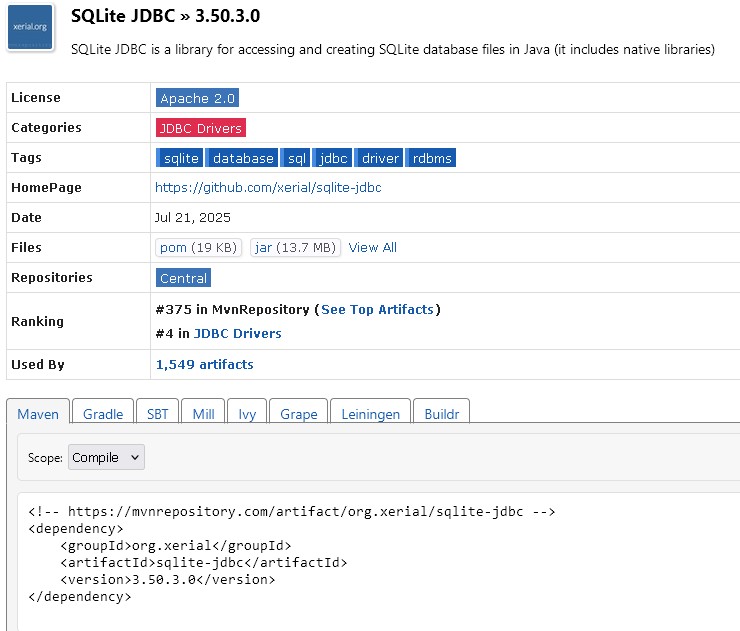 xerial.org
SQLite JDBC » 3.50.3.0
SQLite JDBC is a library for accessing and creating SQLite database files in Java (it includes native libraries)
License Apache 2.0
Categories JDBC Drivers
Tags sqlite database sql jdbc driver rdbms
HomePage https://github.com/xerial/sqlite-jdbc
Date Jul 21, 2025
Files pom (19 KB) jar (13.7 MB) View All
Repositories Central
Ranking #375 in MvnRepository (See Top Artifacts)
#4 in JDBC Drivers
Used By 1,549 artifacts
Maven Gradle SBT Mill Ivy Grape Leiningen Buildr
Scope: Compile
<!-- https://mvnrepository.com/artifact/org.xerial/sqlite-jdbc -->
<dependency>
    <groupId>org.xerial</groupId>
    <artifactId>sqlite-jdbc</artifactId>
    <version>3.50.3.0</version>
</dependency>